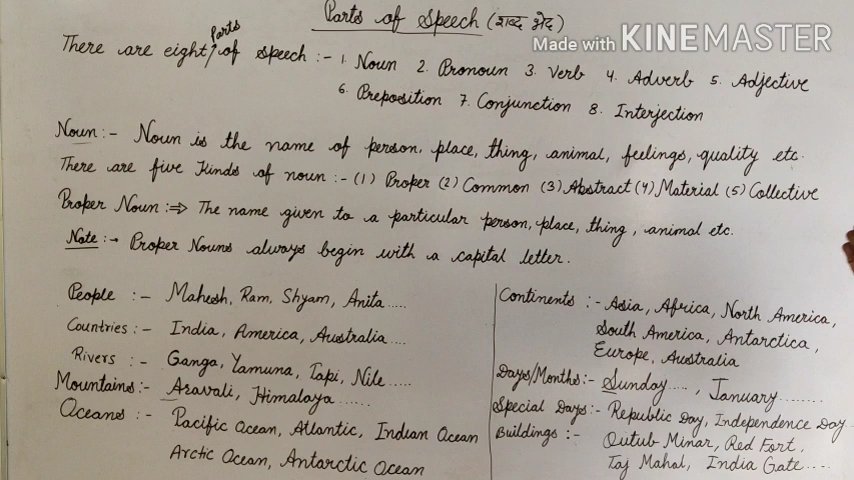 Parts of Speech (शब्द भेद)
Made with KINEMASTER
There are eight parts of speech :- 1. Noun 2. Pronoun 3. Verb 4. Adverb 5. Adjective
6. Preposition 7. Conjunction 8. Interjection
Noun :- Noun is the name of person, place, thing, animal, feelings, quality etc.
There are five kinds of noun :- (1) Proper (2) Common (3) Abstract (4) Material (5) Collective
Proper Noun :⇒ The name given to a particular person, place, thing, animal etc.
Note :→ Proper Nouns always begin with a capital letter.
People :- Mahesh, Ram, Shyam, Anita .....
Countries :- India, America, Australia ....
Rivers :- Ganga, Yamuna, Tapi, Nile .....
Mountains :- Aravali, Himalaya ......
Oceans :- Pacific Ocean, Atlantic, Indian Ocean
Arctic Ocean, Antarctic Ocean
Continents :- Asia, Africa, North America,
South America, Antarctica,
Europe, Australia
Days/Months :- Sunday ...., January ........
Special Days :- Republic Day, Independence Day ..
Buildings :- Qutub Minar, Red Fort,
Taj Mahal, India Gate ....